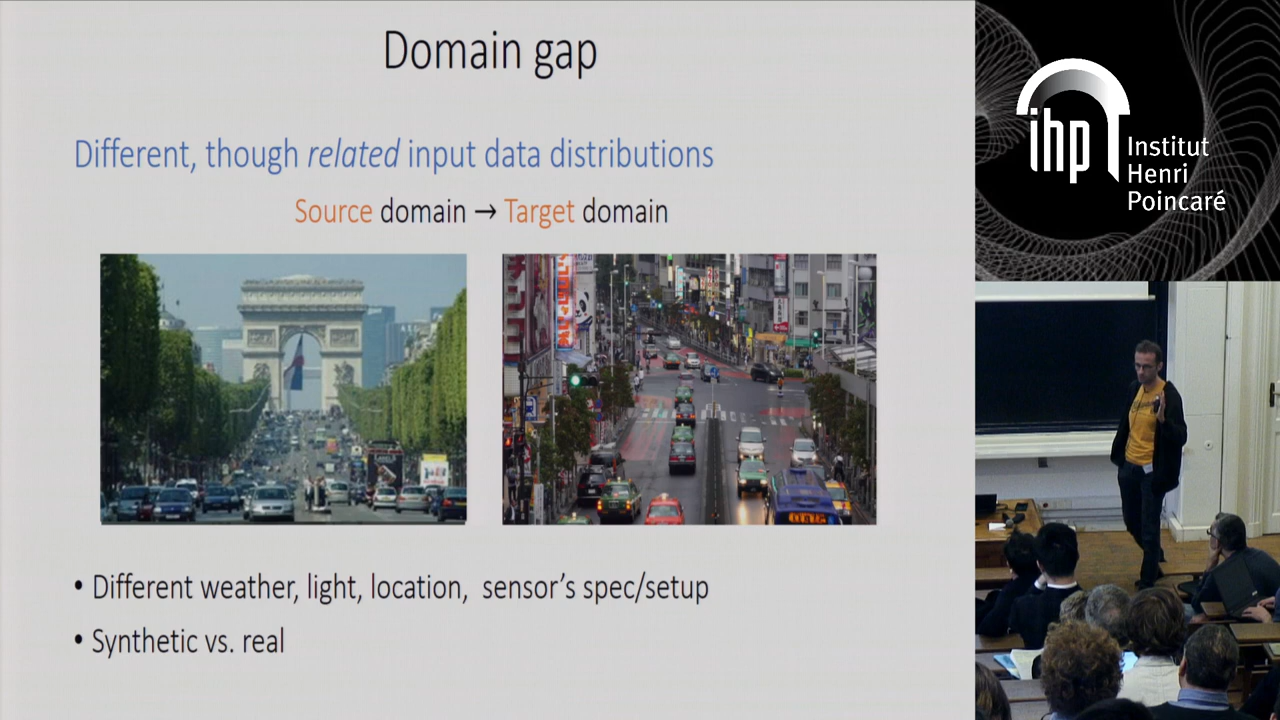 Domain gap
Different, though related input data distributions
Source domain → Target domain
• Different weather, light, location, sensor's spec/setup
• Synthetic vs. real
ihp Institut
Henri
Poincaré